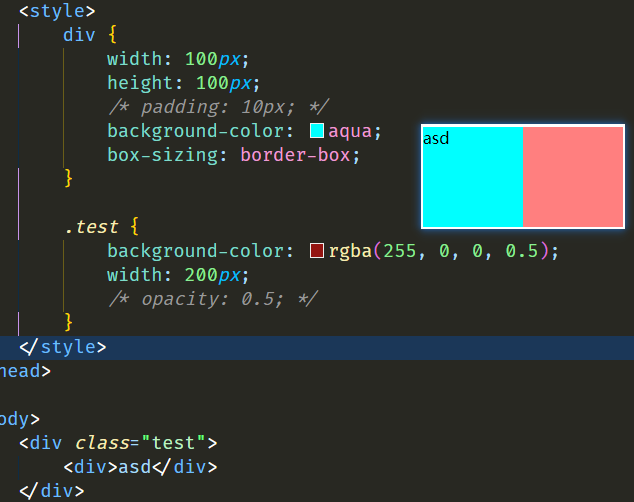 <style>
div {
width: 100px;
height: 100px;
/* padding: 10px; */
background-color: aqua;
box-sizing: border-box;
}
asd
.test {
background-color: rgba(255, 0, 0, 0.5);
width: 200px;
/* opacity: 0.5; */
}
</style>
head>
ody>
<div class="test">
<div>asd</div>
</div>